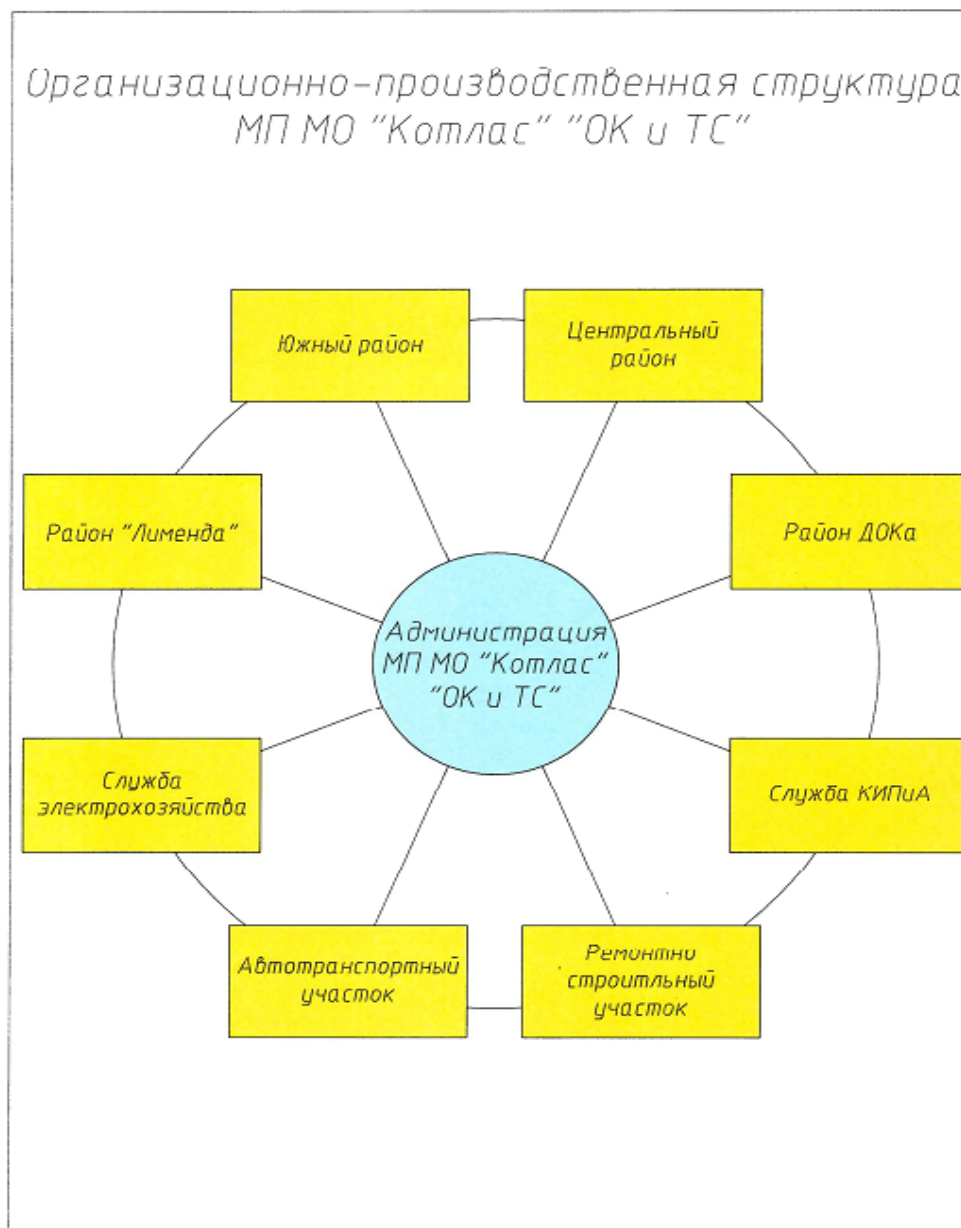 Организационно-производственная структура
МП МО "Котлас" "ОК и ТС"
Южный район
Центральный
район
Район "Лименда"
Район ДОКа
Администрация
МП МО "Котлас"
"ОК и ТС"
Служба
электрохозяйства
Служба КИПиА
Автотранспортный
участок
Ремонтно
строитльный
участок